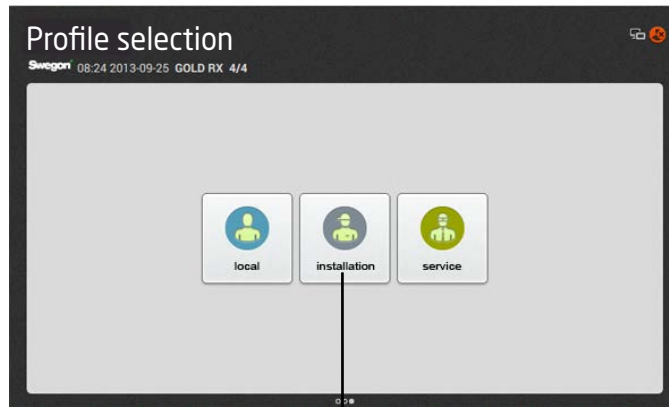 Profile selection
Swegon 08:24 2013-09-25 GOLD RX 4/4
local installation service